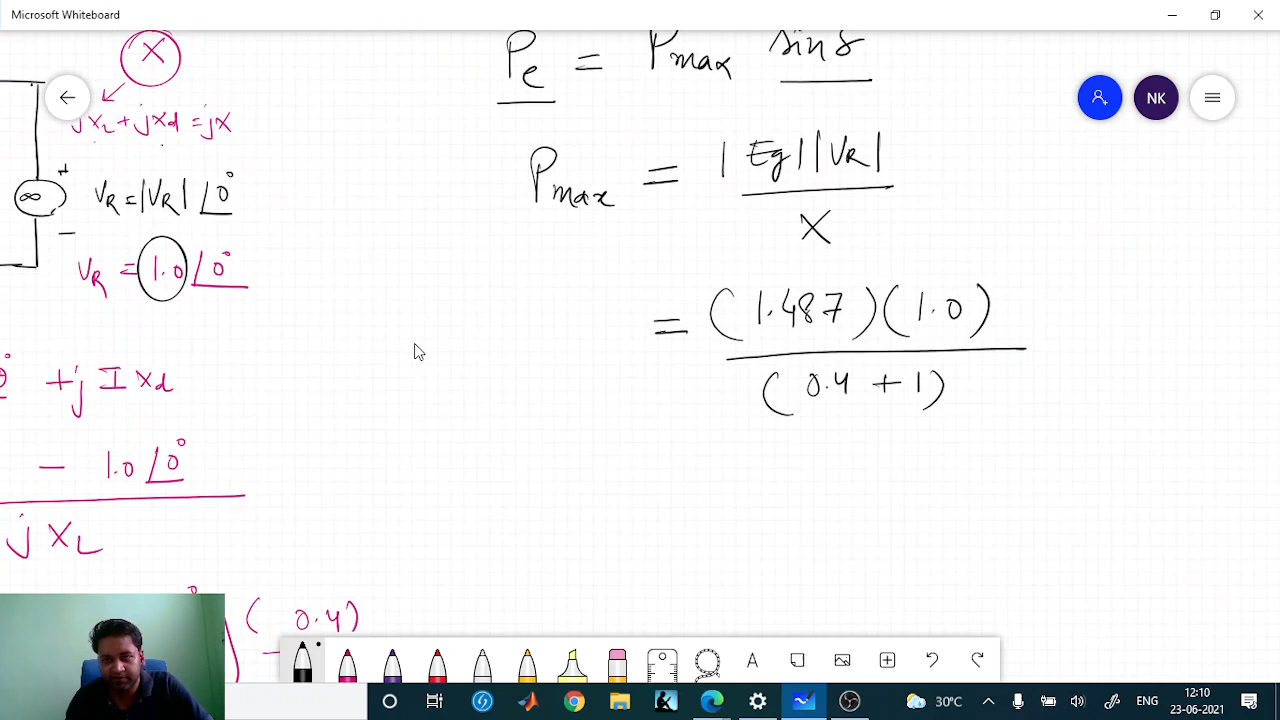 Microsoft Whiteboard
X
jXL + jXd = jX
∞
+
VR = |VR| ∠0°
−
VR = 1.0 ∠0°
+ j I Xd
− 1.0 ∠0°
j XL
( 0.4)
Pe = Pmax sin δ
Pmax = |Eg| |VR|
X
= (1.487) (1.0)
(0.4 + 1)
NK
A
30°C
ENG
12:10
23-06-2021